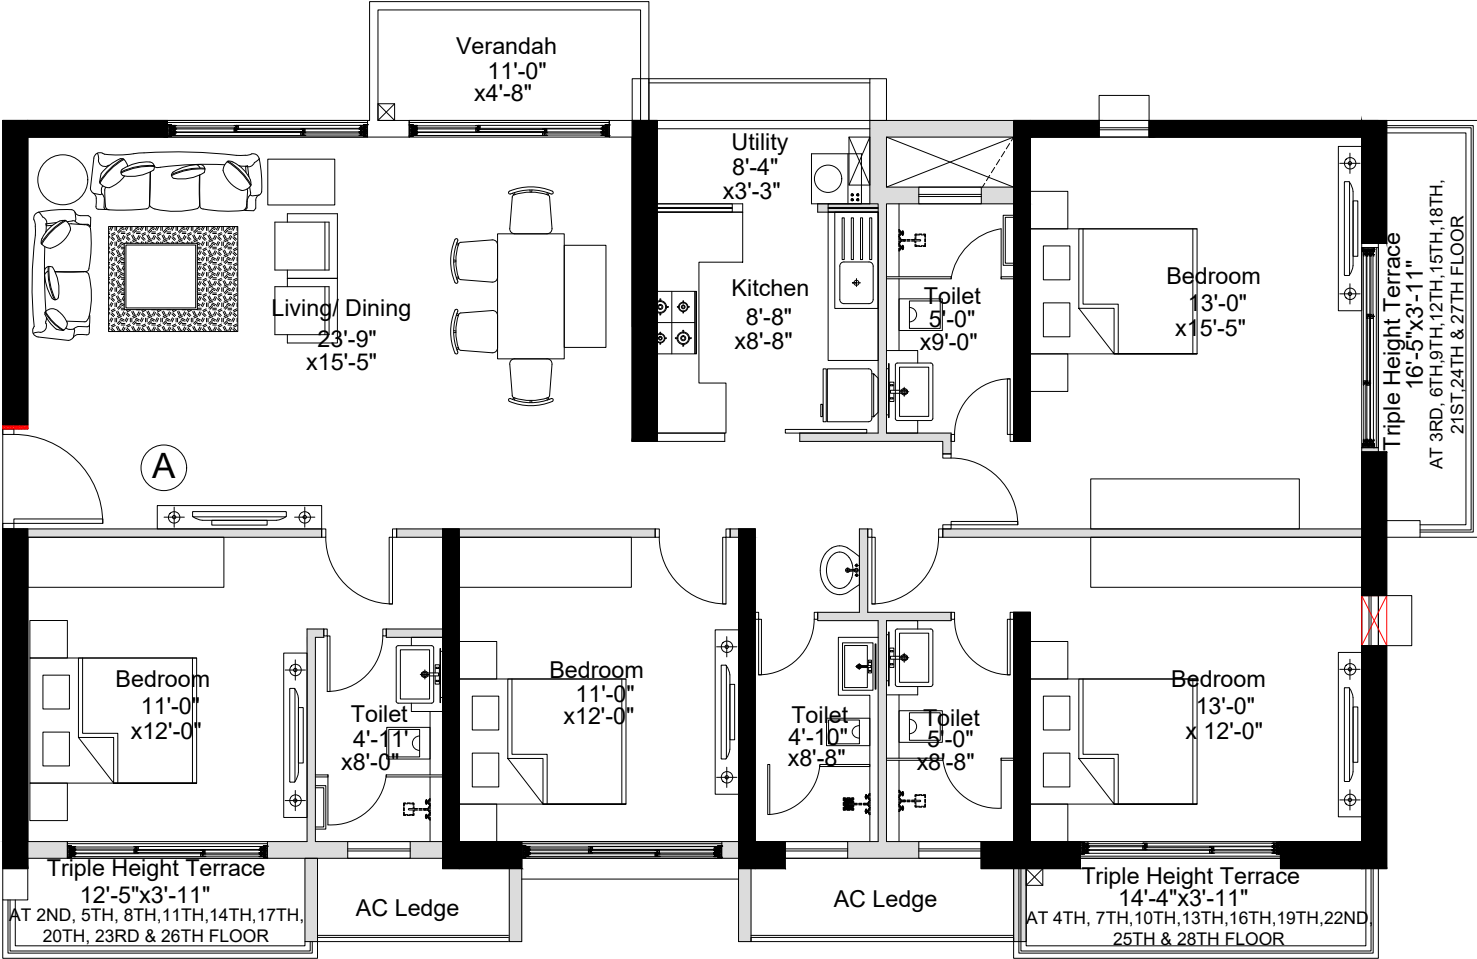 Verandah
11'-0"
x4'-8"
Utility
8'-4"
x3'-3"
Living/ Dining
23'-9"
x15'-5"
Kitchen
8'-8"
x8'-8"
Toilet
5'-0"
x9'-0"
Bedroom
13'-0"
x15'-5"
Triple Height Terrace
16'-5"x3'-11"
AT 3RD, 6TH,9TH,12TH,15TH,18TH,
21ST,24TH & 27TH FLOOR
A
Bedroom
11'-0"
x12'-0"
Toilet
4'-11'
x8'-0"
Bedroom
11'-0"
x12'-0"
Toilet
4'-10"
x8'-8"
Toilet
5'-0"
x8'-8"
Bedroom
13'-0"
x 12'-0"
Triple Height Terrace
12'-5"x3'-11"
AT 2ND, 5TH, 8TH,11TH,14TH,17TH,
20TH, 23RD & 26TH FLOOR
AC Ledge
AC Ledge
Triple Height Terrace
14'-4"x3'-11"
AT 4TH, 7TH,10TH,13TH,16TH,19TH,22ND,
25TH & 28TH FLOOR